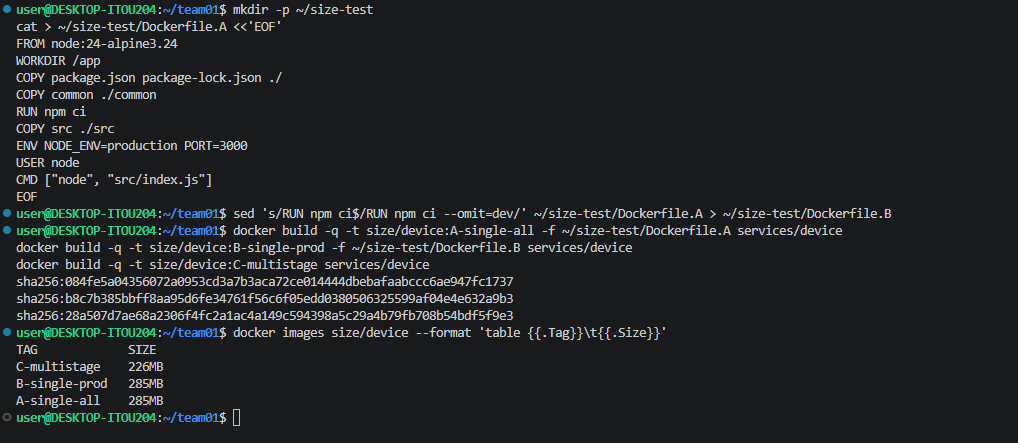 user@DESKTOP-ITOU204:~/team01$ mkdir -p ~/size-test
cat > ~/size-test/Dockerfile.A <<'EOF'
FROM node:24-alpine3.24
WORKDIR /app
COPY package.json package-lock.json ./
COPY common ./common
RUN npm ci
COPY src ./src
ENV NODE_ENV=production PORT=3000
USER node
CMD ["node", "src/index.js"]
EOF
user@DESKTOP-ITOU204:~/team01$ sed 's/RUN npm ci$/RUN npm ci --omit=dev/' ~/size-test/Dockerfile.A > ~/size-test/Dockerfile.B
user@DESKTOP-ITOU204:~/team01$ docker build -q -t size/device:A-single-all -f ~/size-test/Dockerfile.A services/device
docker build -q -t size/device:B-single-prod -f ~/size-test/Dockerfile.B services/device
docker build -q -t size/device:C-multistage services/device
sha256:084fe5a04356072a0953cd3a7b3aca72ce014444dbebafaabccc6ae947fc1737
sha256:b8c7b385bbff8aa95d6fe34761f56c6f05edd0380506325599af04e4e632a9b3
sha256:28a507d7ae68a2306f4fc2a1ac4a149c594398a5c29a4b79fb708b54bdf5f9e3
user@DESKTOP-ITOU204:~/team01$ docker images size/device --format 'table {{.Tag}}\t{{.Size}}'
TAG SIZE
C-multistage 226MB
B-single-prod 285MB
A-single-all 285MB
user@DESKTOP-ITOU204:~/team01$